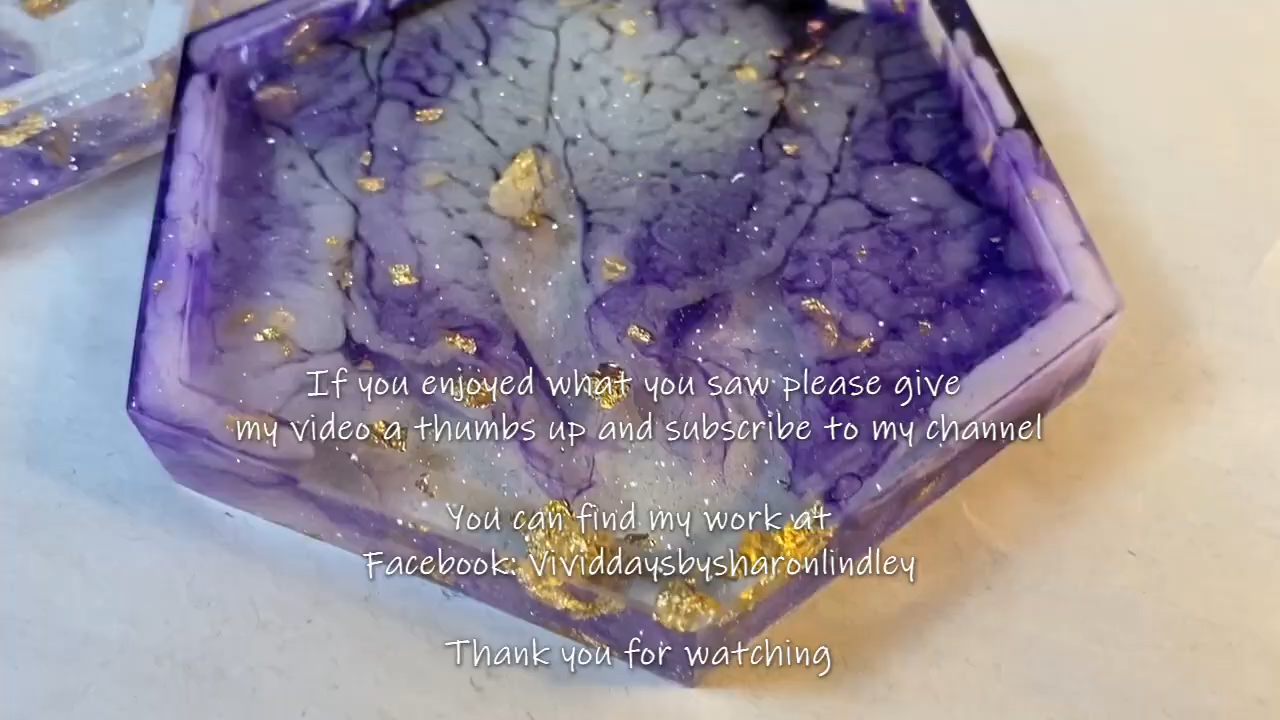 If you enjoyed what you saw please give
my video a thumbs up and subscribe to my channel
You can find my work at
Facebook: Vividdaysbysharonlindley
Thank you for watching